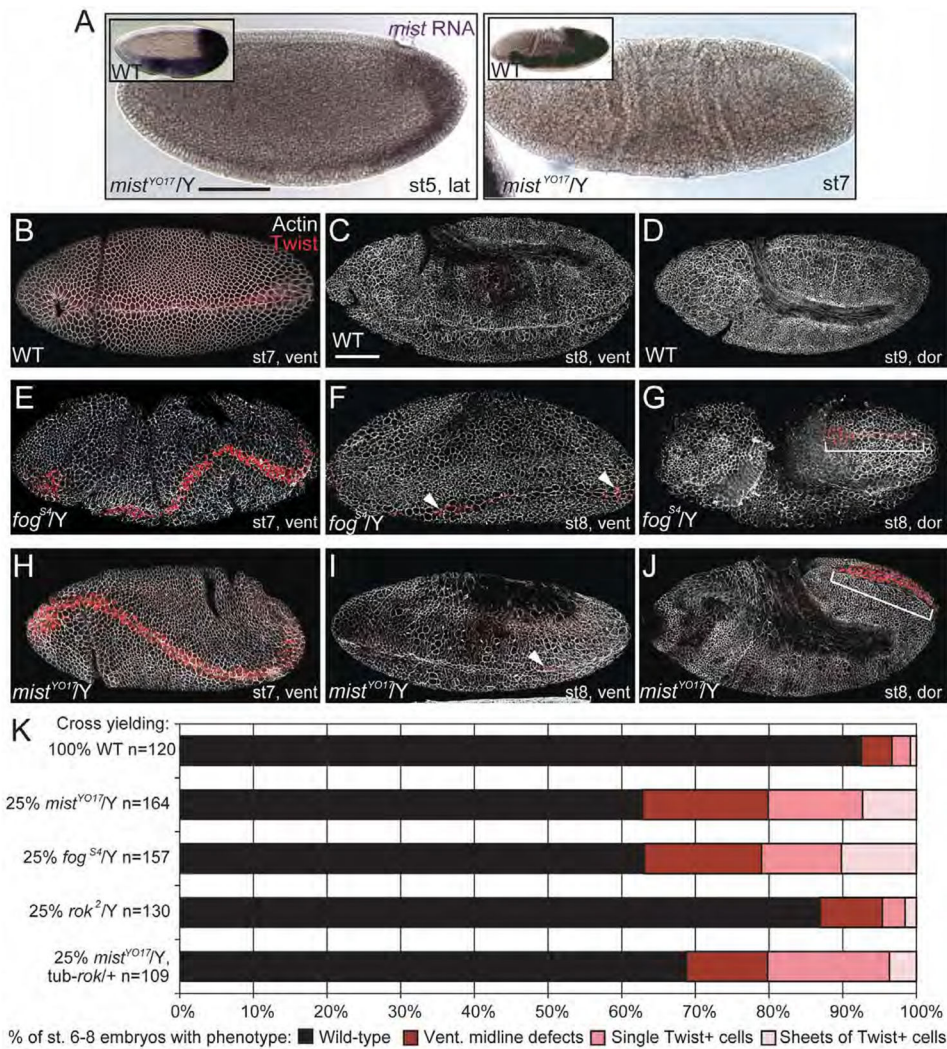 A
mist RNA
WT
mist YO17/Y
st5, lat
WT
mist YO17/Y
st7
B
Actin
Twist
WT
st7, vent
C
WT
st8, vent
D
WT
st9, dor
E
fog S4/Y
st7, vent
F
fog S4/Y
st8, vent
G
fog S4/Y
st8, dor
H
mist YO17/Y
st7, vent
I
mist YO17/Y
st8, vent
J
mist YO17/Y
st8, dor
K
Cross yielding:
100% WT n=120
25% mist YO17/Y n=164
25% fog S4/Y n=157
25% rok 2/Y n=130
25% mist YO17/Y,
tub-rok/+ n=109
0% 10% 20% 30% 40% 50% 60% 70% 80% 90% 100%
% of st. 6-8 embryos with phenotype: Wild-type Vent. midline defects Single Twist+ cells Sheets of Twist+ cells